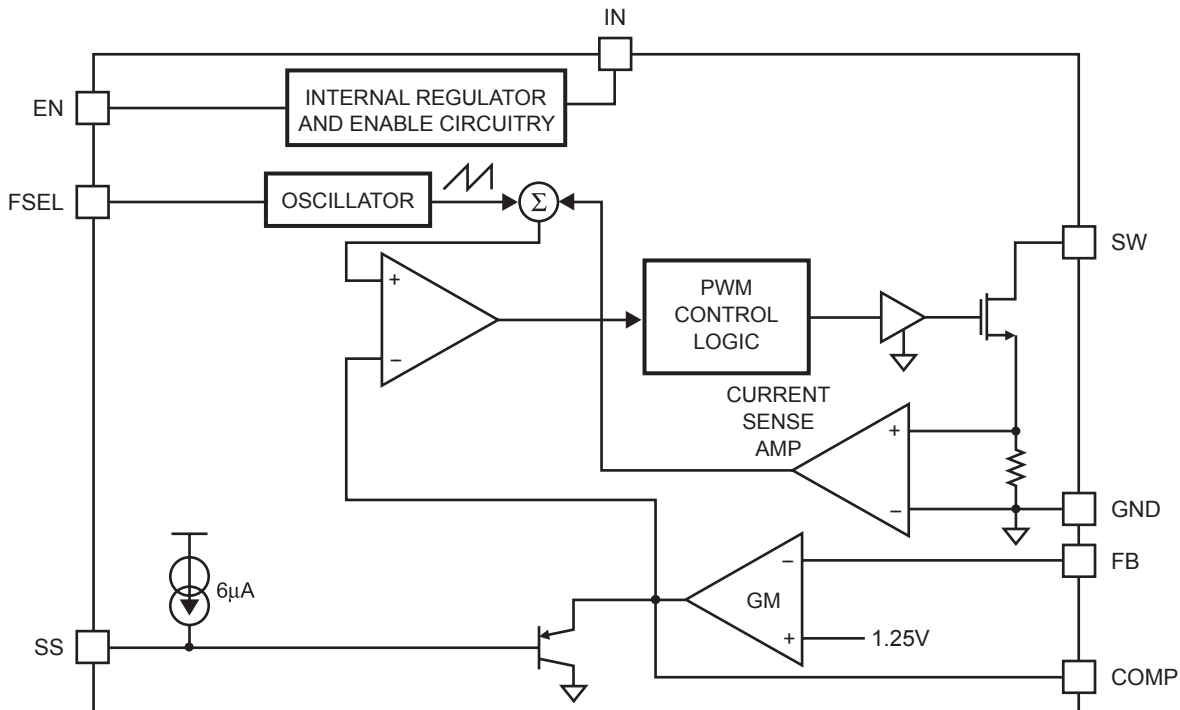 IN
EN
INTERNAL REGULATOR
AND ENABLE CIRCUITRY
FSEL
OSCILLATOR
Σ
SW
+
−
PWM
CONTROL
LOGIC
CURRENT
SENSE
AMP
+
−
GND
FB
−
GM
+
1.25V
6μA
SS
COMP